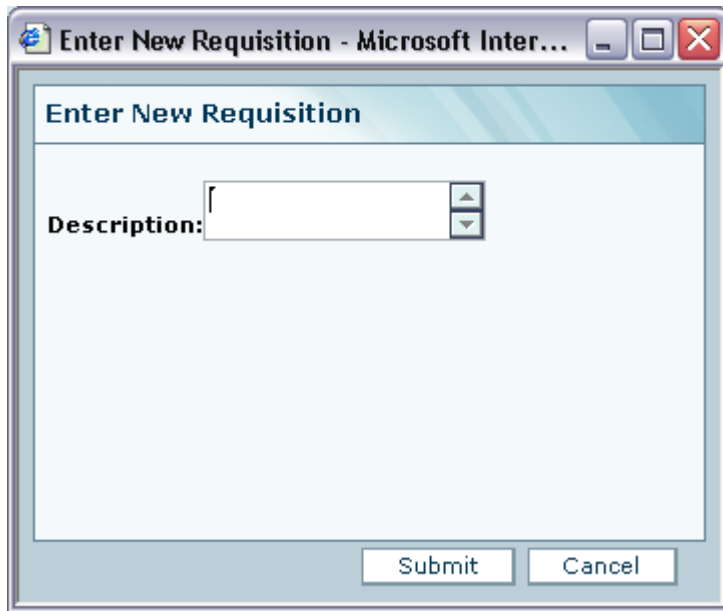 Enter New Requisition - Microsoft Inter...
Enter New Requisition
Description:
Submit
Cancel